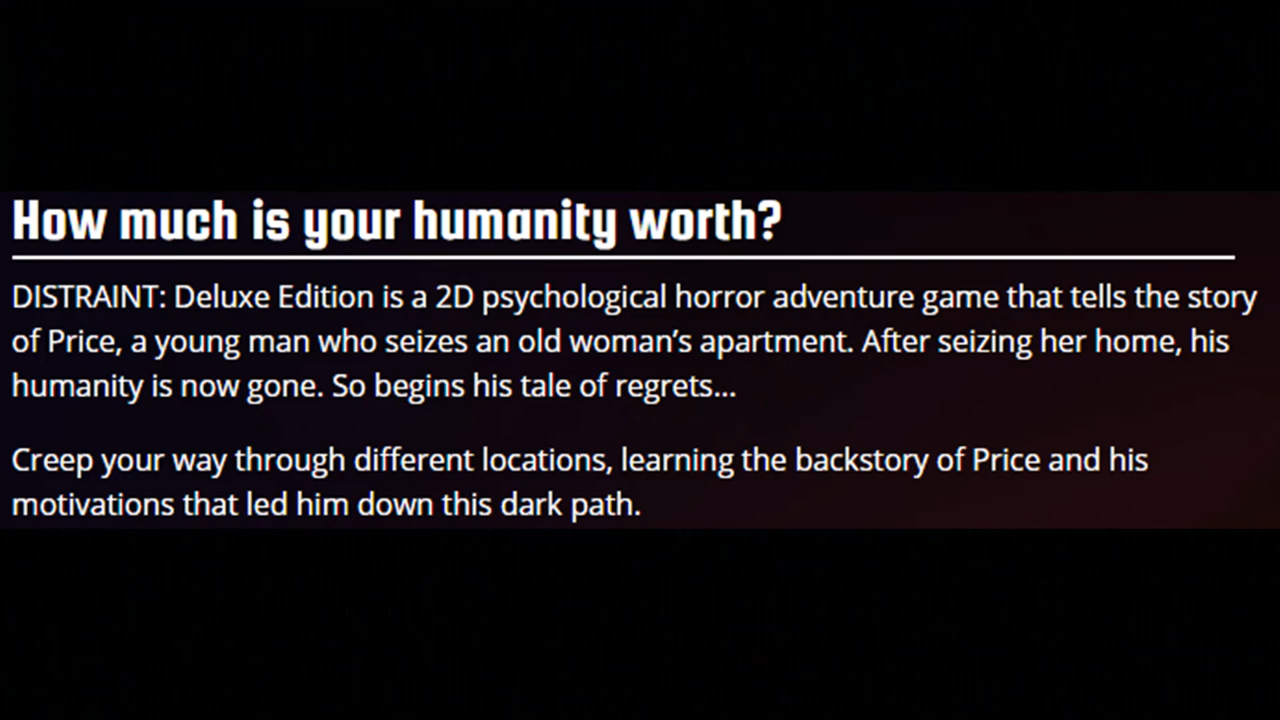 How much is your humanity worth?
DISTRAINT: Deluxe Edition is a 2D psychological horror adventure game that tells the story
of Price, a young man who seizes an old woman’s apartment. After seizing her home, his
humanity is now gone. So begins his tale of regrets...
Creep your way through different locations, learning the backstory of Price and his
motivations that led him down this dark path.